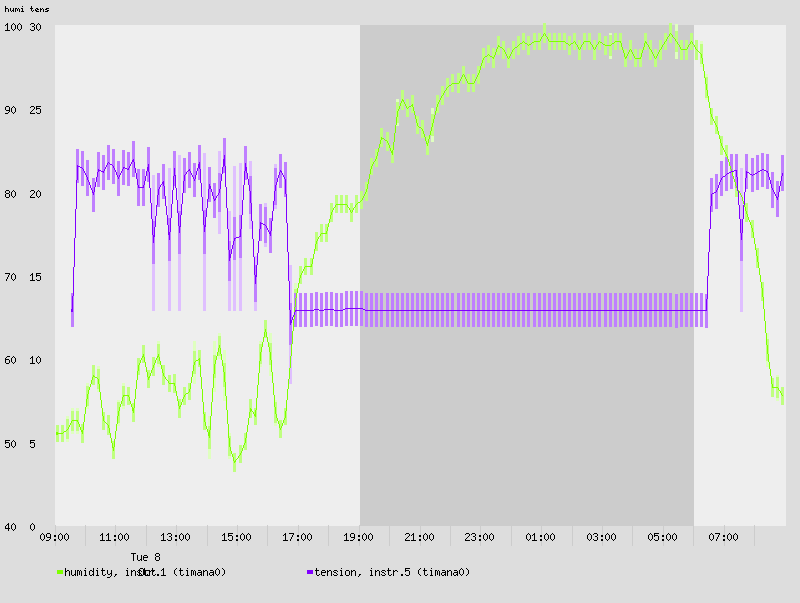 humi tens
100 30
90 25
80 20
70 15
60 10
50 5
40 0
09:00 11:00 13:00 15:00 17:00 19:00 21:00 23:00 01:00 03:00 05:00 07:00
Tue 8
Oct
humidity, instr.1 (timana0) tension, instr.5 (timana0)